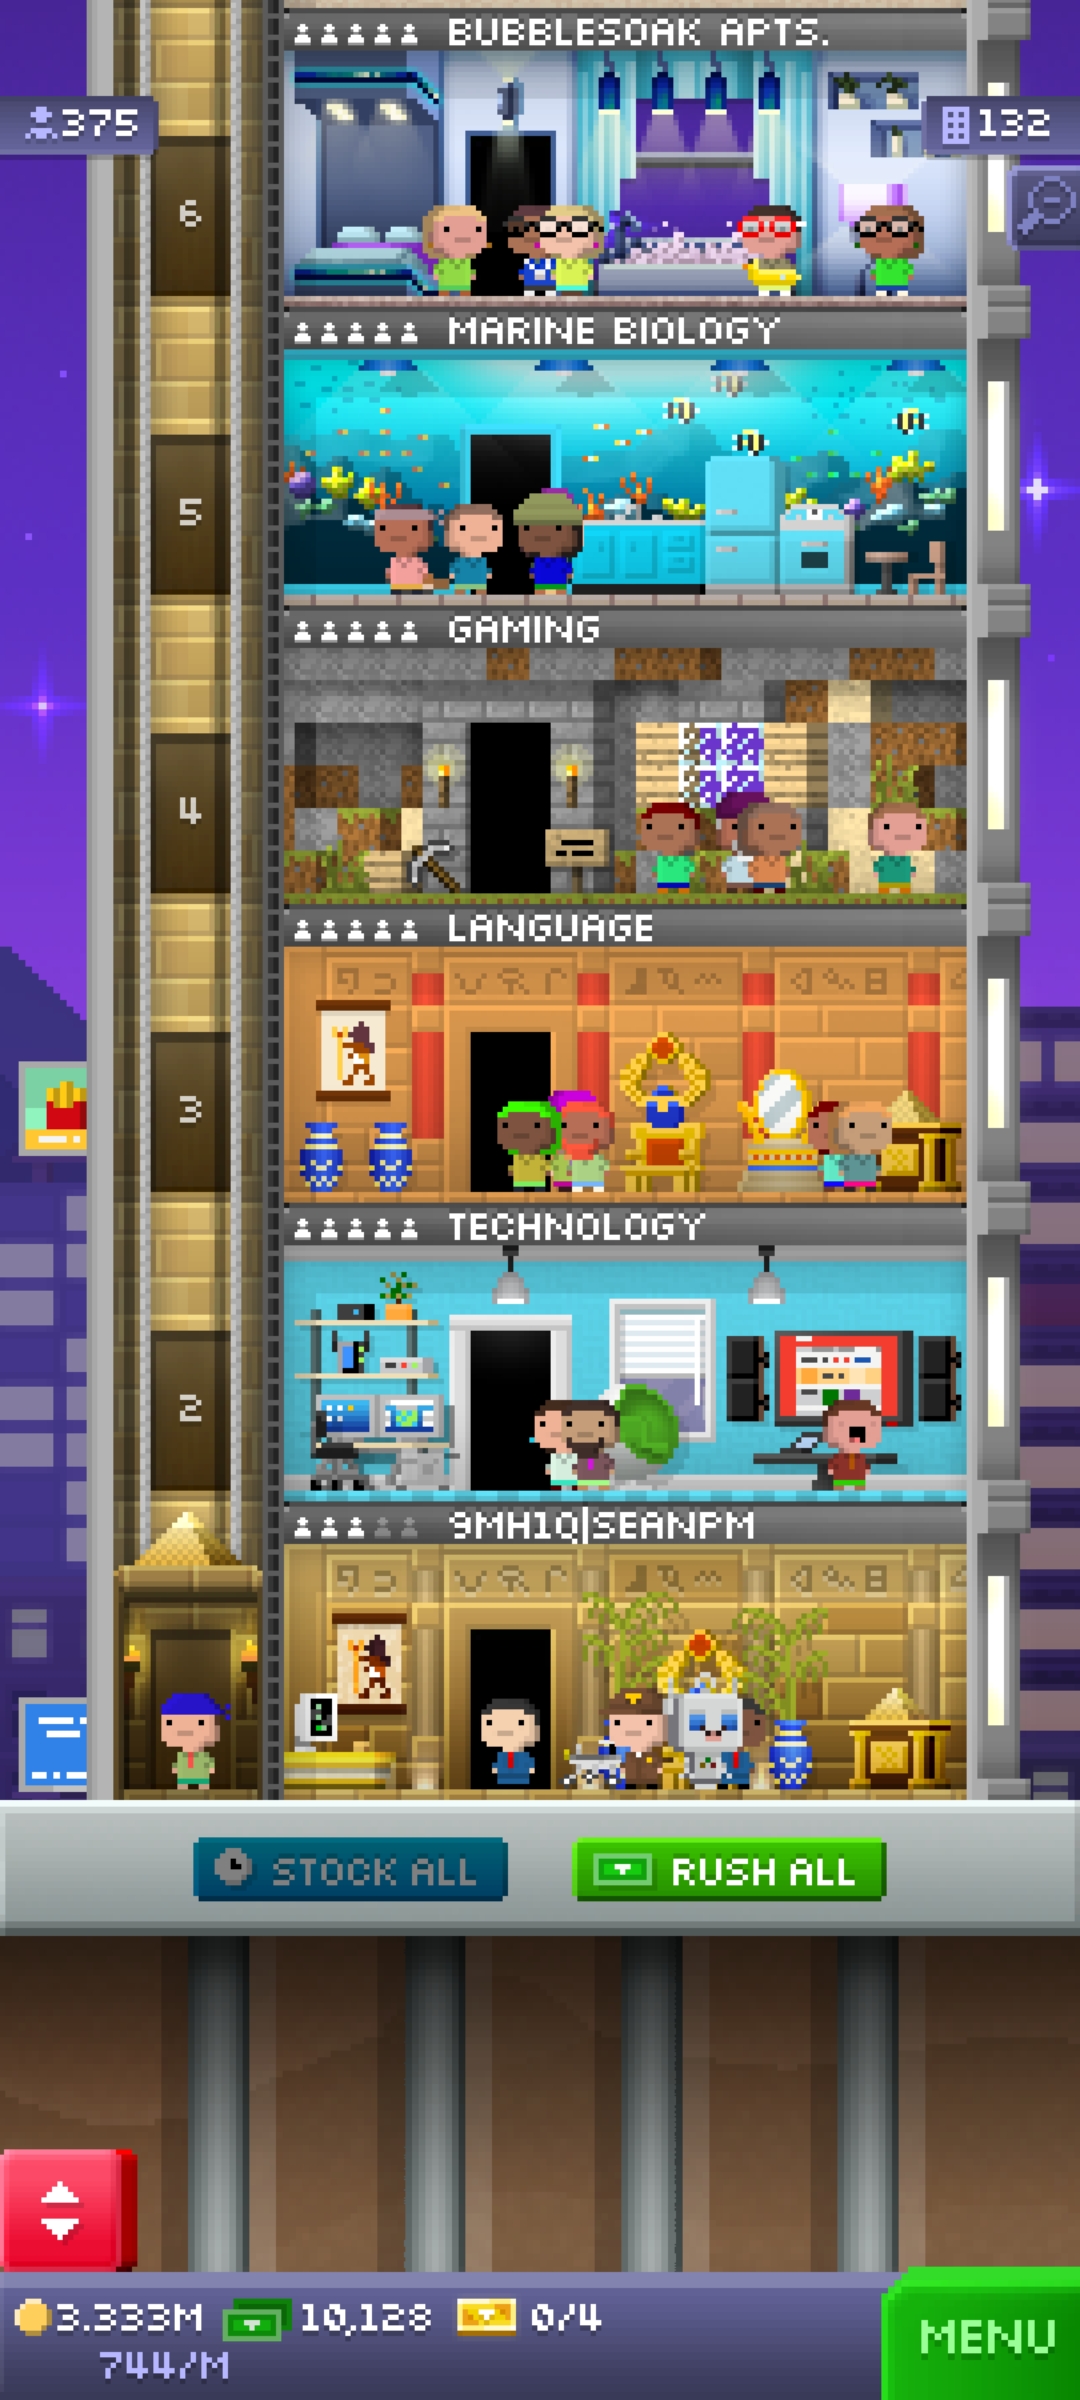 BUBBLESOAK APTS.
375
132
6
MARINE BIOLOGY
5
GAMING
4
LANGUAGE
3
TECHNOLOGY
2
9MH1Q|SEANPM
STOCK ALL
RUSH ALL
3.333M
10,128
0/4
744/M
MENU